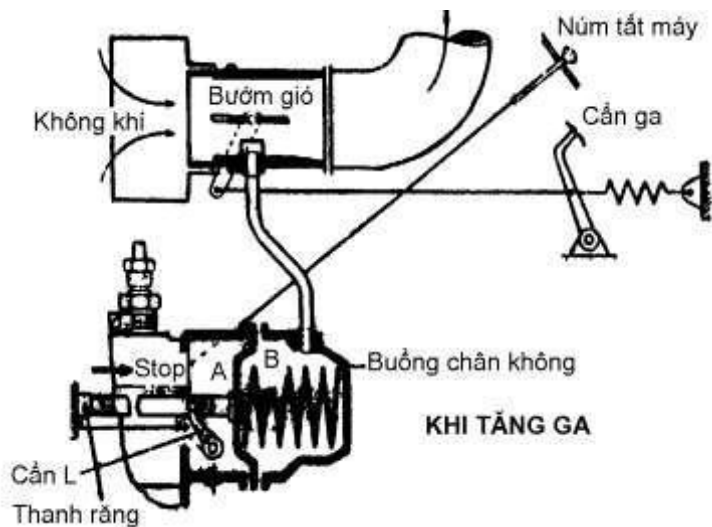 Núm tắt máy
Bướm gió
Không khí
Cần ga
Stop
A
B
Buồng chân không
KHI TĂNG GA
Cần L
Thanh răng